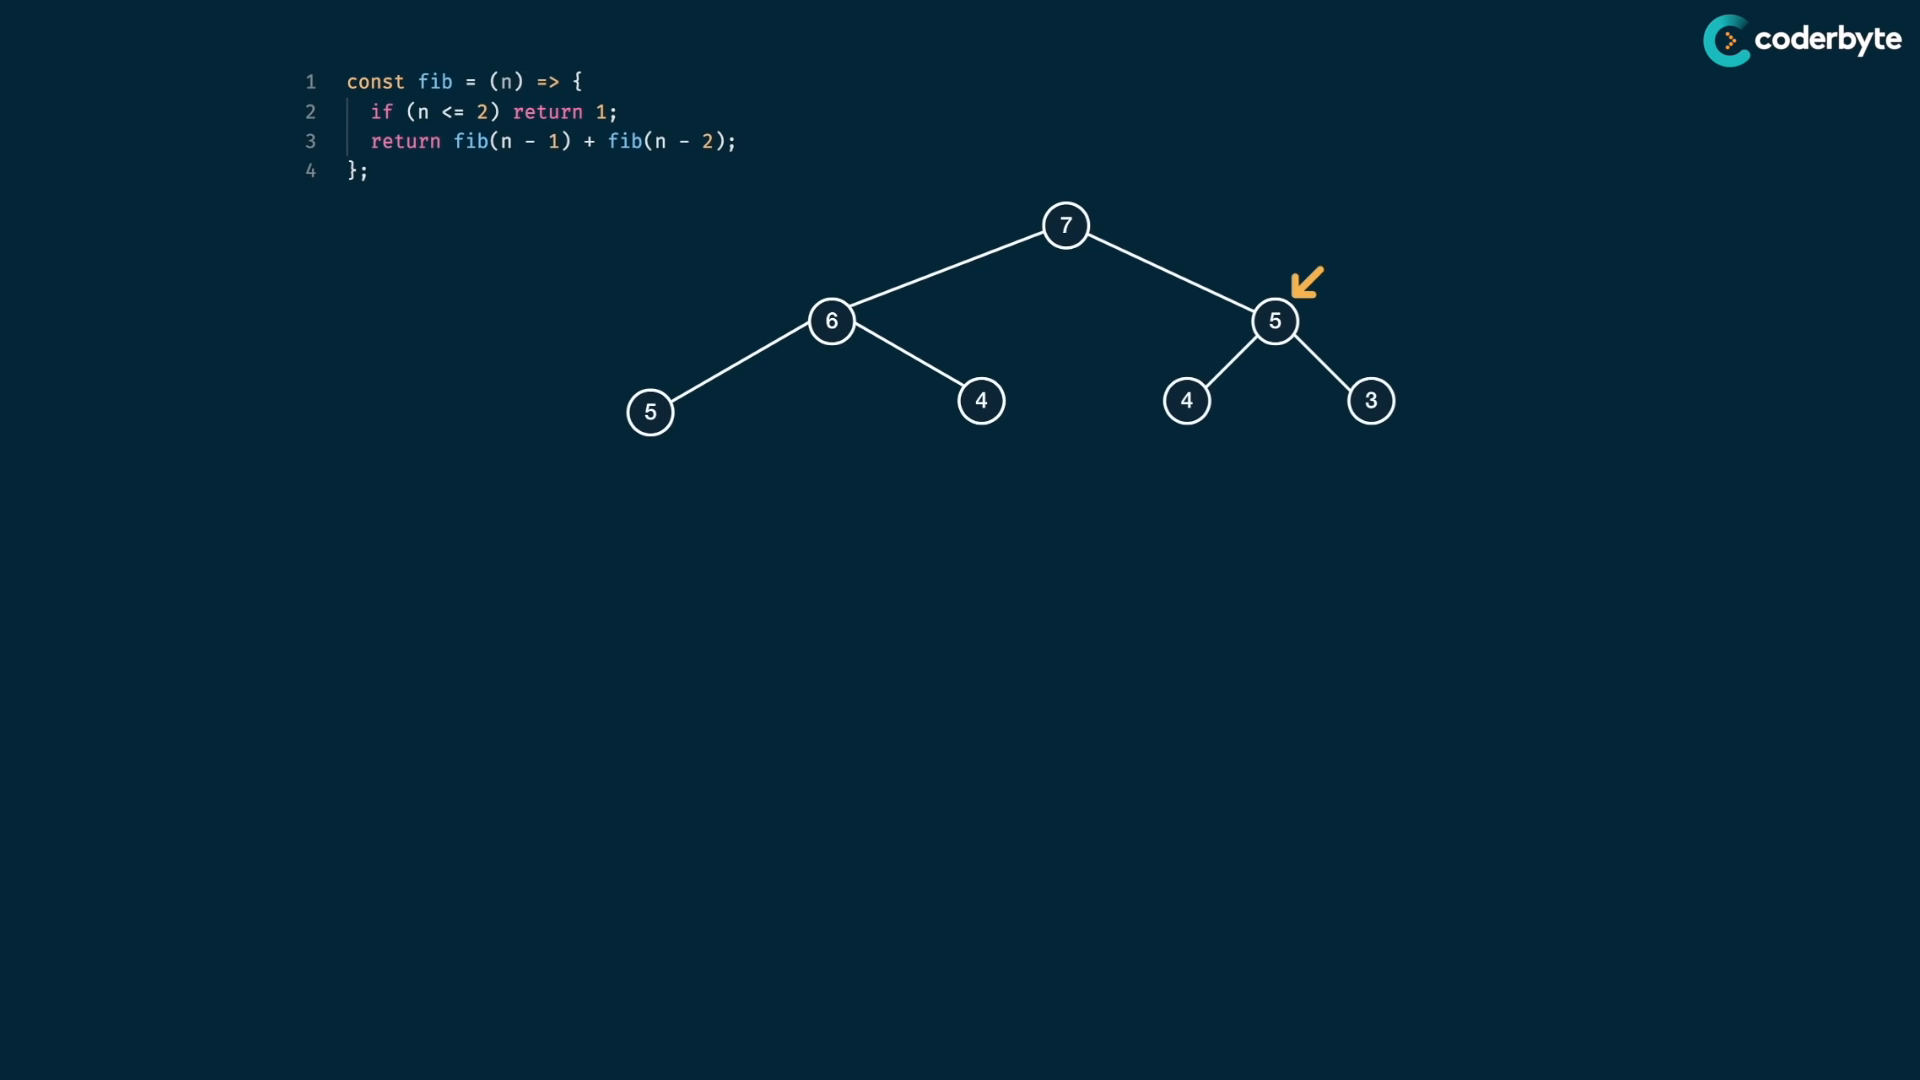 coderbyte
1 const fib = (n) => {
2 if (n <= 2) return 1;
3 return fib(n - 1) + fib(n - 2);
4 };
7
6 5
5 4 4 3